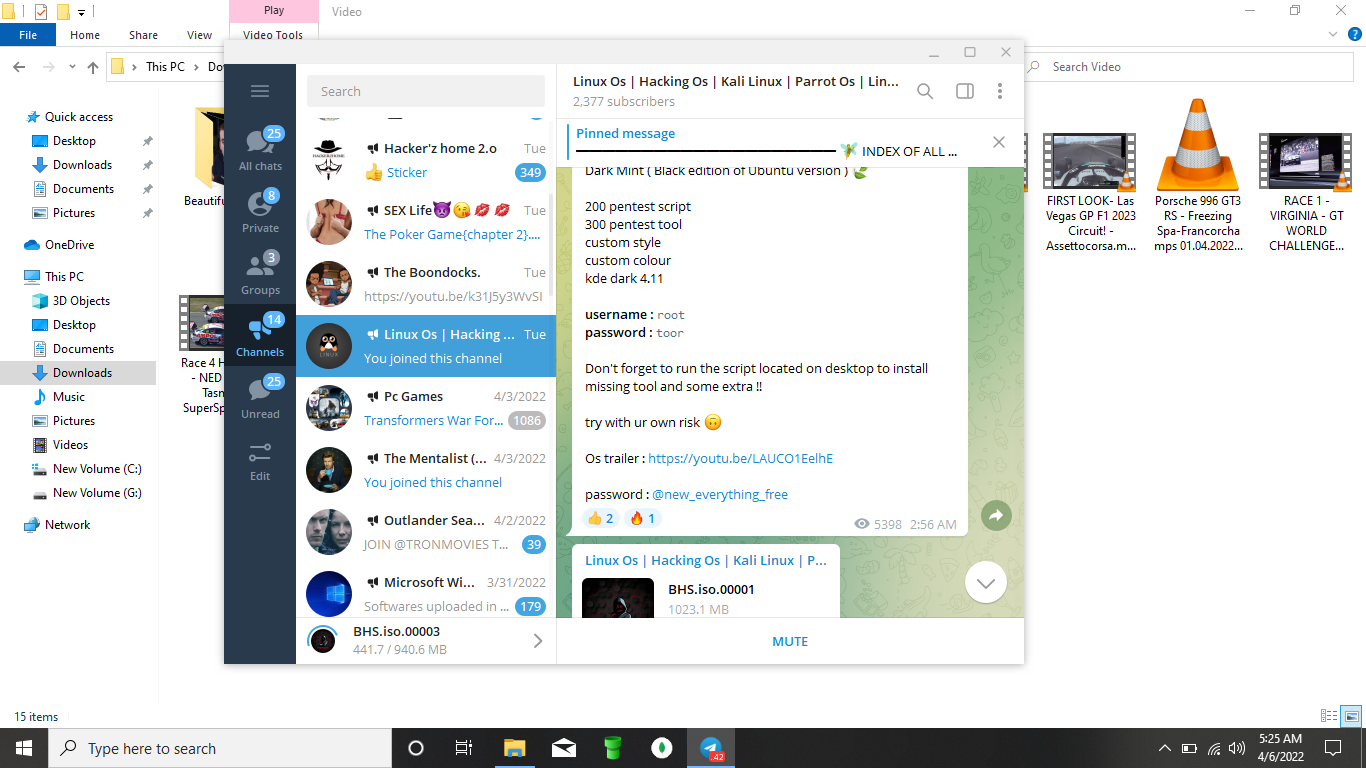 Play
Video
File
Home
Share
View
Video Tools
This PC
Search Video
Quick access
Desktop
Downloads
Documents
Pictures
OneDrive
This PC
3D Objects
Desktop
Documents
Downloads
Music
Pictures
Videos
New Volume (C:)
New Volume (G:)
Network
15 items
25
All chats
8
Private
3
Groups
14
Channels
25
Unread
Edit
Search
Hacker'z home 2.o Tue
👍 Sticker 349
SEX Life😈😘💋💋 Tue
The Poker Game{chapter 2}....
The Boondocks. Tue
https://youtu.be/k31J5y3WvSI
Linux Os | Hacking ... Tue
You joined this channel
Pc Games 4/3/2022
Transformers War For... 1086
The Mentalist (... 4/3/2022
You joined this channel
Outlander Sea... 4/2/2022
JOIN @TRONMOVIES T... 39
Microsoft Wi... 3/31/2022
Softwares uploaded in ... 179
BHS.iso.00003
441.7 / 940.6 MB
Linux Os | Hacking Os | Kali Linux | Parrot Os | Lin...
2,377 subscribers
Pinned message
INDEX OF ALL ...
Dark Mint ( Black edition of Ubuntu version ) 🍃
200 pentest script
300 pentest tool
custom style
custom colour
kde dark 4.11
username : root
password : toor
Don't forget to run the script located on desktop to install
missing tool and some extra !!
try with ur own risk 🙃
Os trailer : https://youtu.be/LAUCO1EelhE
password : @new_everything_free
👍 2 🔥 1
5398 2:56 AM
Linux Os | Hacking Os | Kali Linux | P...
BHS.iso.00001
1023.1 MB
MUTE
FIRST LOOK- Las
Vegas GP F1 2023
Circuit! -
Assettocorsa.m...
Porsche 996 GT3
RS - Freezing
Spa-Francorcha
mps 01.04.2022...
RACE 1 -
VIRGINIA - GT
WORLD
CHALLENGE...
Type here to search
.42
5:25 AM
4/6/2022